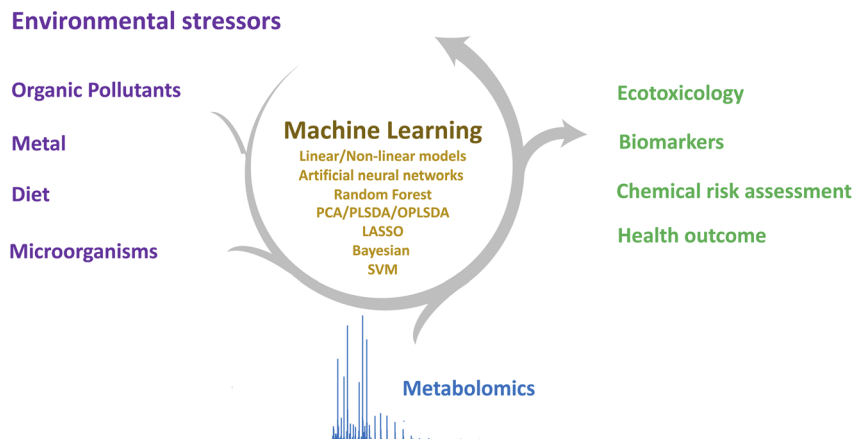 Environmental stressors
Organic Pollutants
Metal
Diet
Microorganisms
Machine Learning
Linear/Non-linear models
Artificial neural networks
Random Forest
PCA/PLSDA/OPLSDA
LASSO
Bayesian
SVM
Metabolomics
Ecotoxicology
Biomarkers
Chemical risk assessment
Health outcome